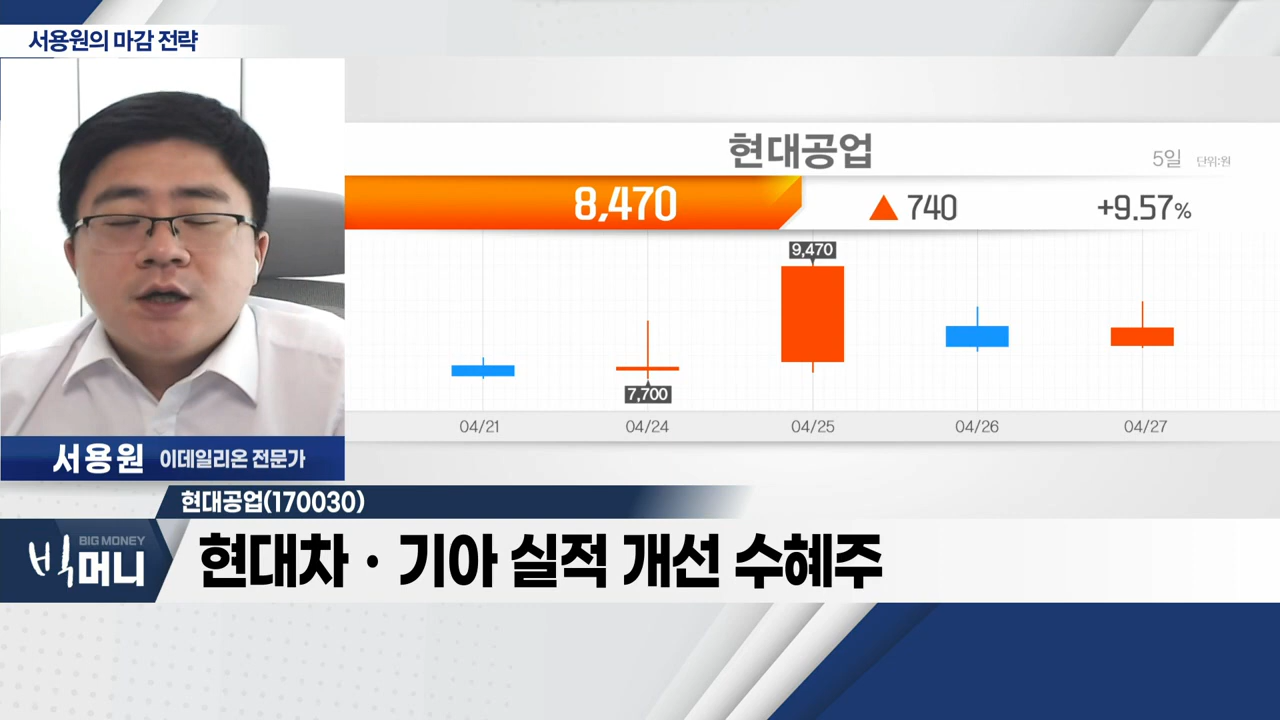 서용원의 마감 전략
현대공업
5일 단위:원
8,470 ▲ 740 +9.57%
9,470
7,700
04/21 04/24 04/25 04/26 04/27
서용원 이데일리온 전문가
현대공업(170030)
BIG MONEY
빅머니
현대차·기아 실적 개선 수혜주